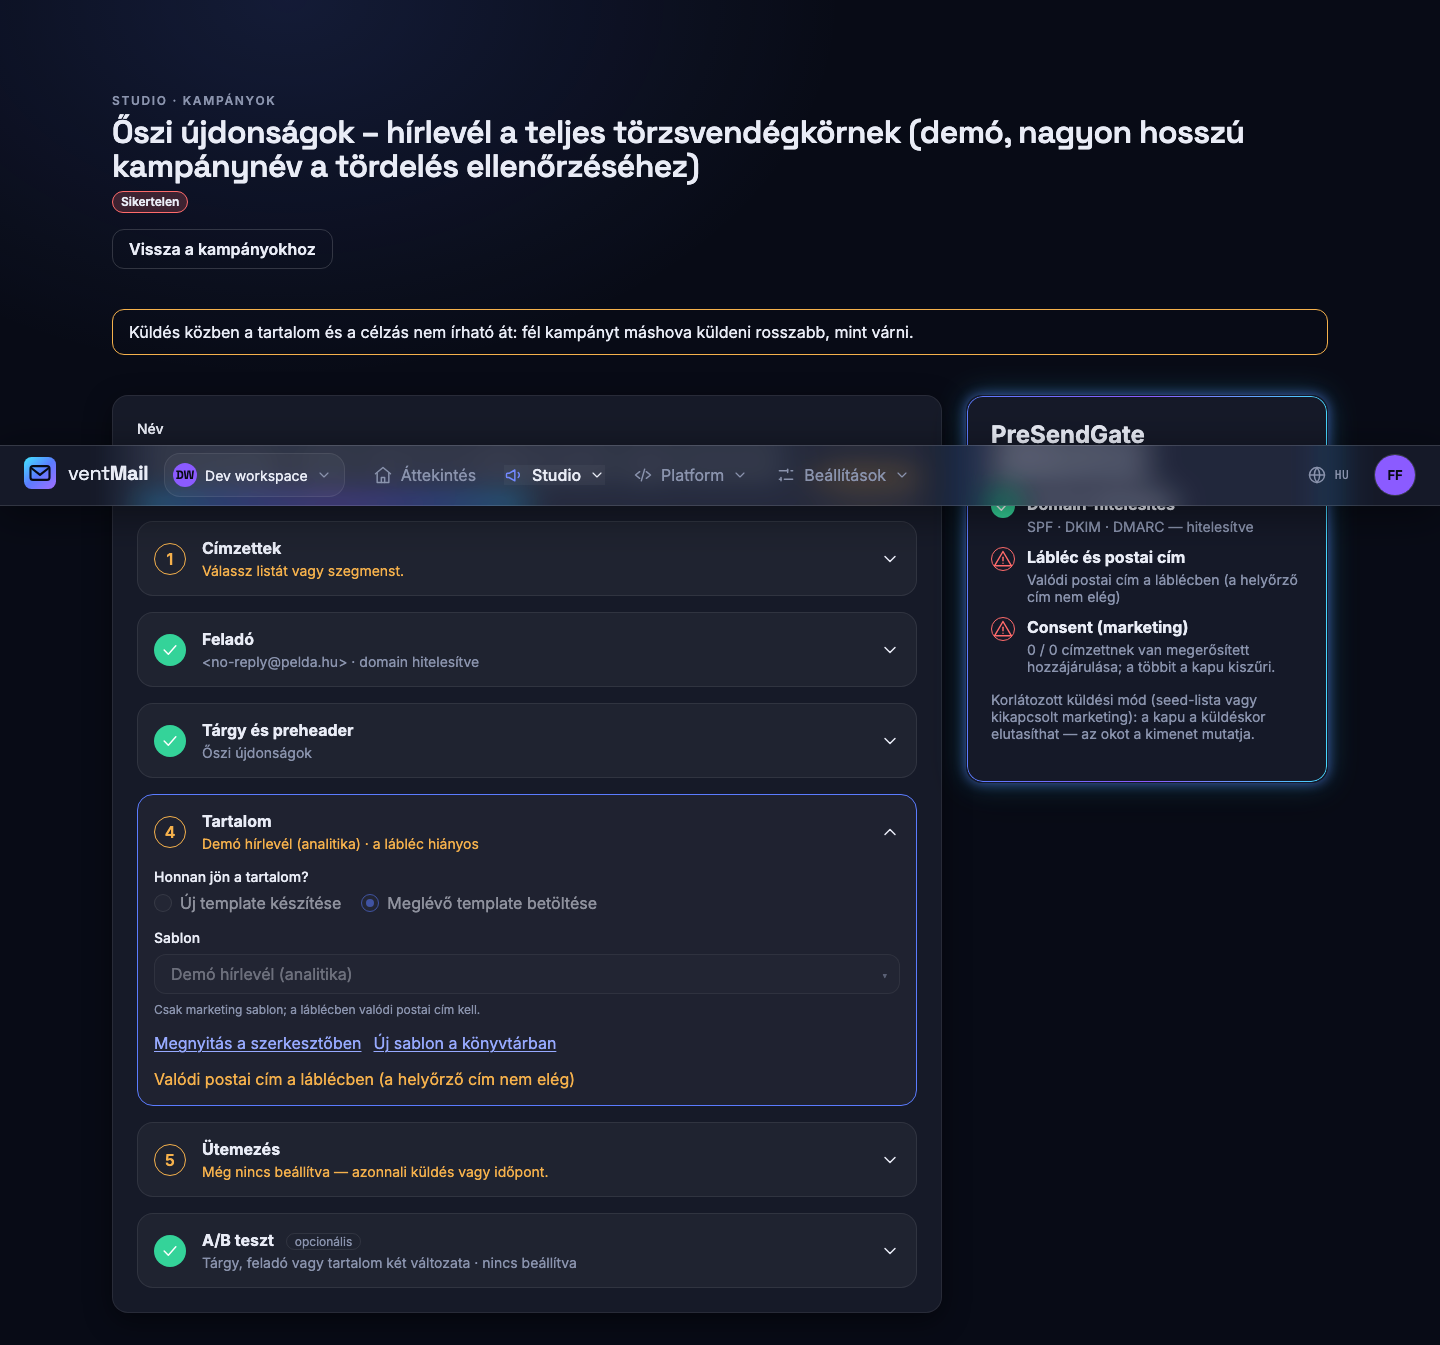 STUDIO · KAMPÁNYOK
Őszi újdonságok – hírlevél a teljes törzsvendégkörnek (demó, nagyon hosszú
kampánynév a tördelés ellenőrzéséhez)
Sikertelen
Vissza a kampányokhoz
Küldés közben a tartalom és a célzás nem írható át: fél kampányt máshova küldeni rosszabb, mint várni.
Név
ventMail
DW Dev workspace
Áttekintés
Studio
Platform
Beállítások
HU
FF
1
Címzettek
Válassz listát vagy szegmenst.
Feladó
<no-reply@pelda.hu> · domain hitelesítve
Tárgy és preheader
Őszi újdonságok
4
Tartalom
Demó hírlevél (analitika) · a lábléc hiányos
Honnan jön a tartalom?
Új template készítése
Meglévő template betöltése
Sablon
Demó hírlevél (analitika)
Csak marketing sablon; a láblécben valódi postai cím kell.
Megnyitás a szerkesztőben Új sablon a könyvtárban
Valódi postai cím a láblécben (a helyőrző cím nem elég)
5
Ütemezés
Még nincs beállítva — azonnali küldés vagy időpont.
A/B teszt opcionális
Tárgy, feladó vagy tartalom két változata · nincs beállítva
PreSendGate
Domain-hitelesítés
SPF · DKIM · DMARC — hitelesítve
Lábléc és postai cím
Valódi postai cím a láblécben (a helyőrző
cím nem elég)
Consent (marketing)
0 / 0 címzettnek van megerősített
hozzájárulása; a többit a kapu kiszűri.
Korlátozott küldési mód (seed-lista vagy
kikapcsolt marketing): a kapu a küldéskor
elutasíthat — az okot a kimenet mutatja.